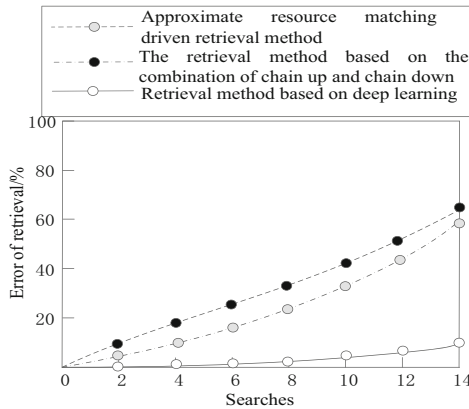 Approximate resource matching
driven retrieval method
The retrieval method based on the
combination of chain up and chain down
Retrieval method based on deep learning
100
80
60
40
20
Error of retrieval/%
0 2 4 6 8 10 12 14
Searches